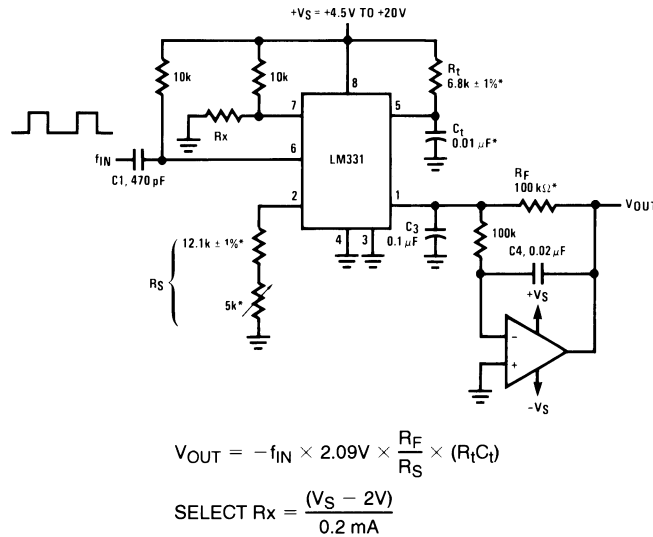 +VS = +4.5V TO +20V
10k
10k
Rt
6.8k ± 1%*
8
7
5
Rx
Ct
0.01 µF*
fIN
6
LM331
C1, 470 pF
RF
100 kΩ*
2
1
VOUT
12.1k ± 1%*
C3
0.1 µF
100k
4
3
C4, 0.02 µF
RS
5k*
+VS
−
+
−VS
VOUT = −fIN × 2.09V × RF/RS × (RtCt)
SELECT Rx = (VS − 2V)/0.2 mA